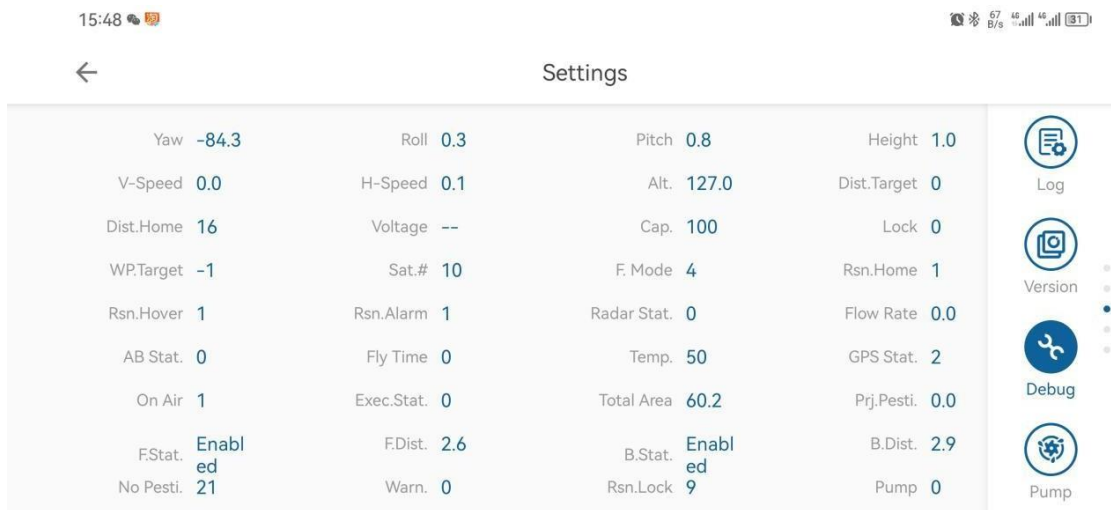 15:48
67 B/s 4G 4G 31
Settings
Yaw -84.3 Roll 0.3 Pitch 0.8 Height 1.0
V-Speed 0.0 H-Speed 0.1 Alt. 127.0 Dist.Target 0
Dist.Home 16 Voltage -- Cap. 100 Lock 0
WP.Target -1 Sat.# 10 F. Mode 4 Rsn.Home 1
Rsn.Hover 1 Rsn.Alarm 1 Radar Stat. 0 Flow Rate 0.0
AB Stat. 0 Fly Time 0 Temp. 50 GPS Stat. 2
On Air 1 Exec.Stat. 0 Total Area 60.2 Prj.Pesti. 0.0
F.Stat. Enabl
ed
F.Dist. 2.6
B.Stat. Enabl
ed
B.Dist. 2.9
No Pesti. 21 Warn. 0 Rsn.Lock 9 Pump 0
Log
Version
Debug
Pump